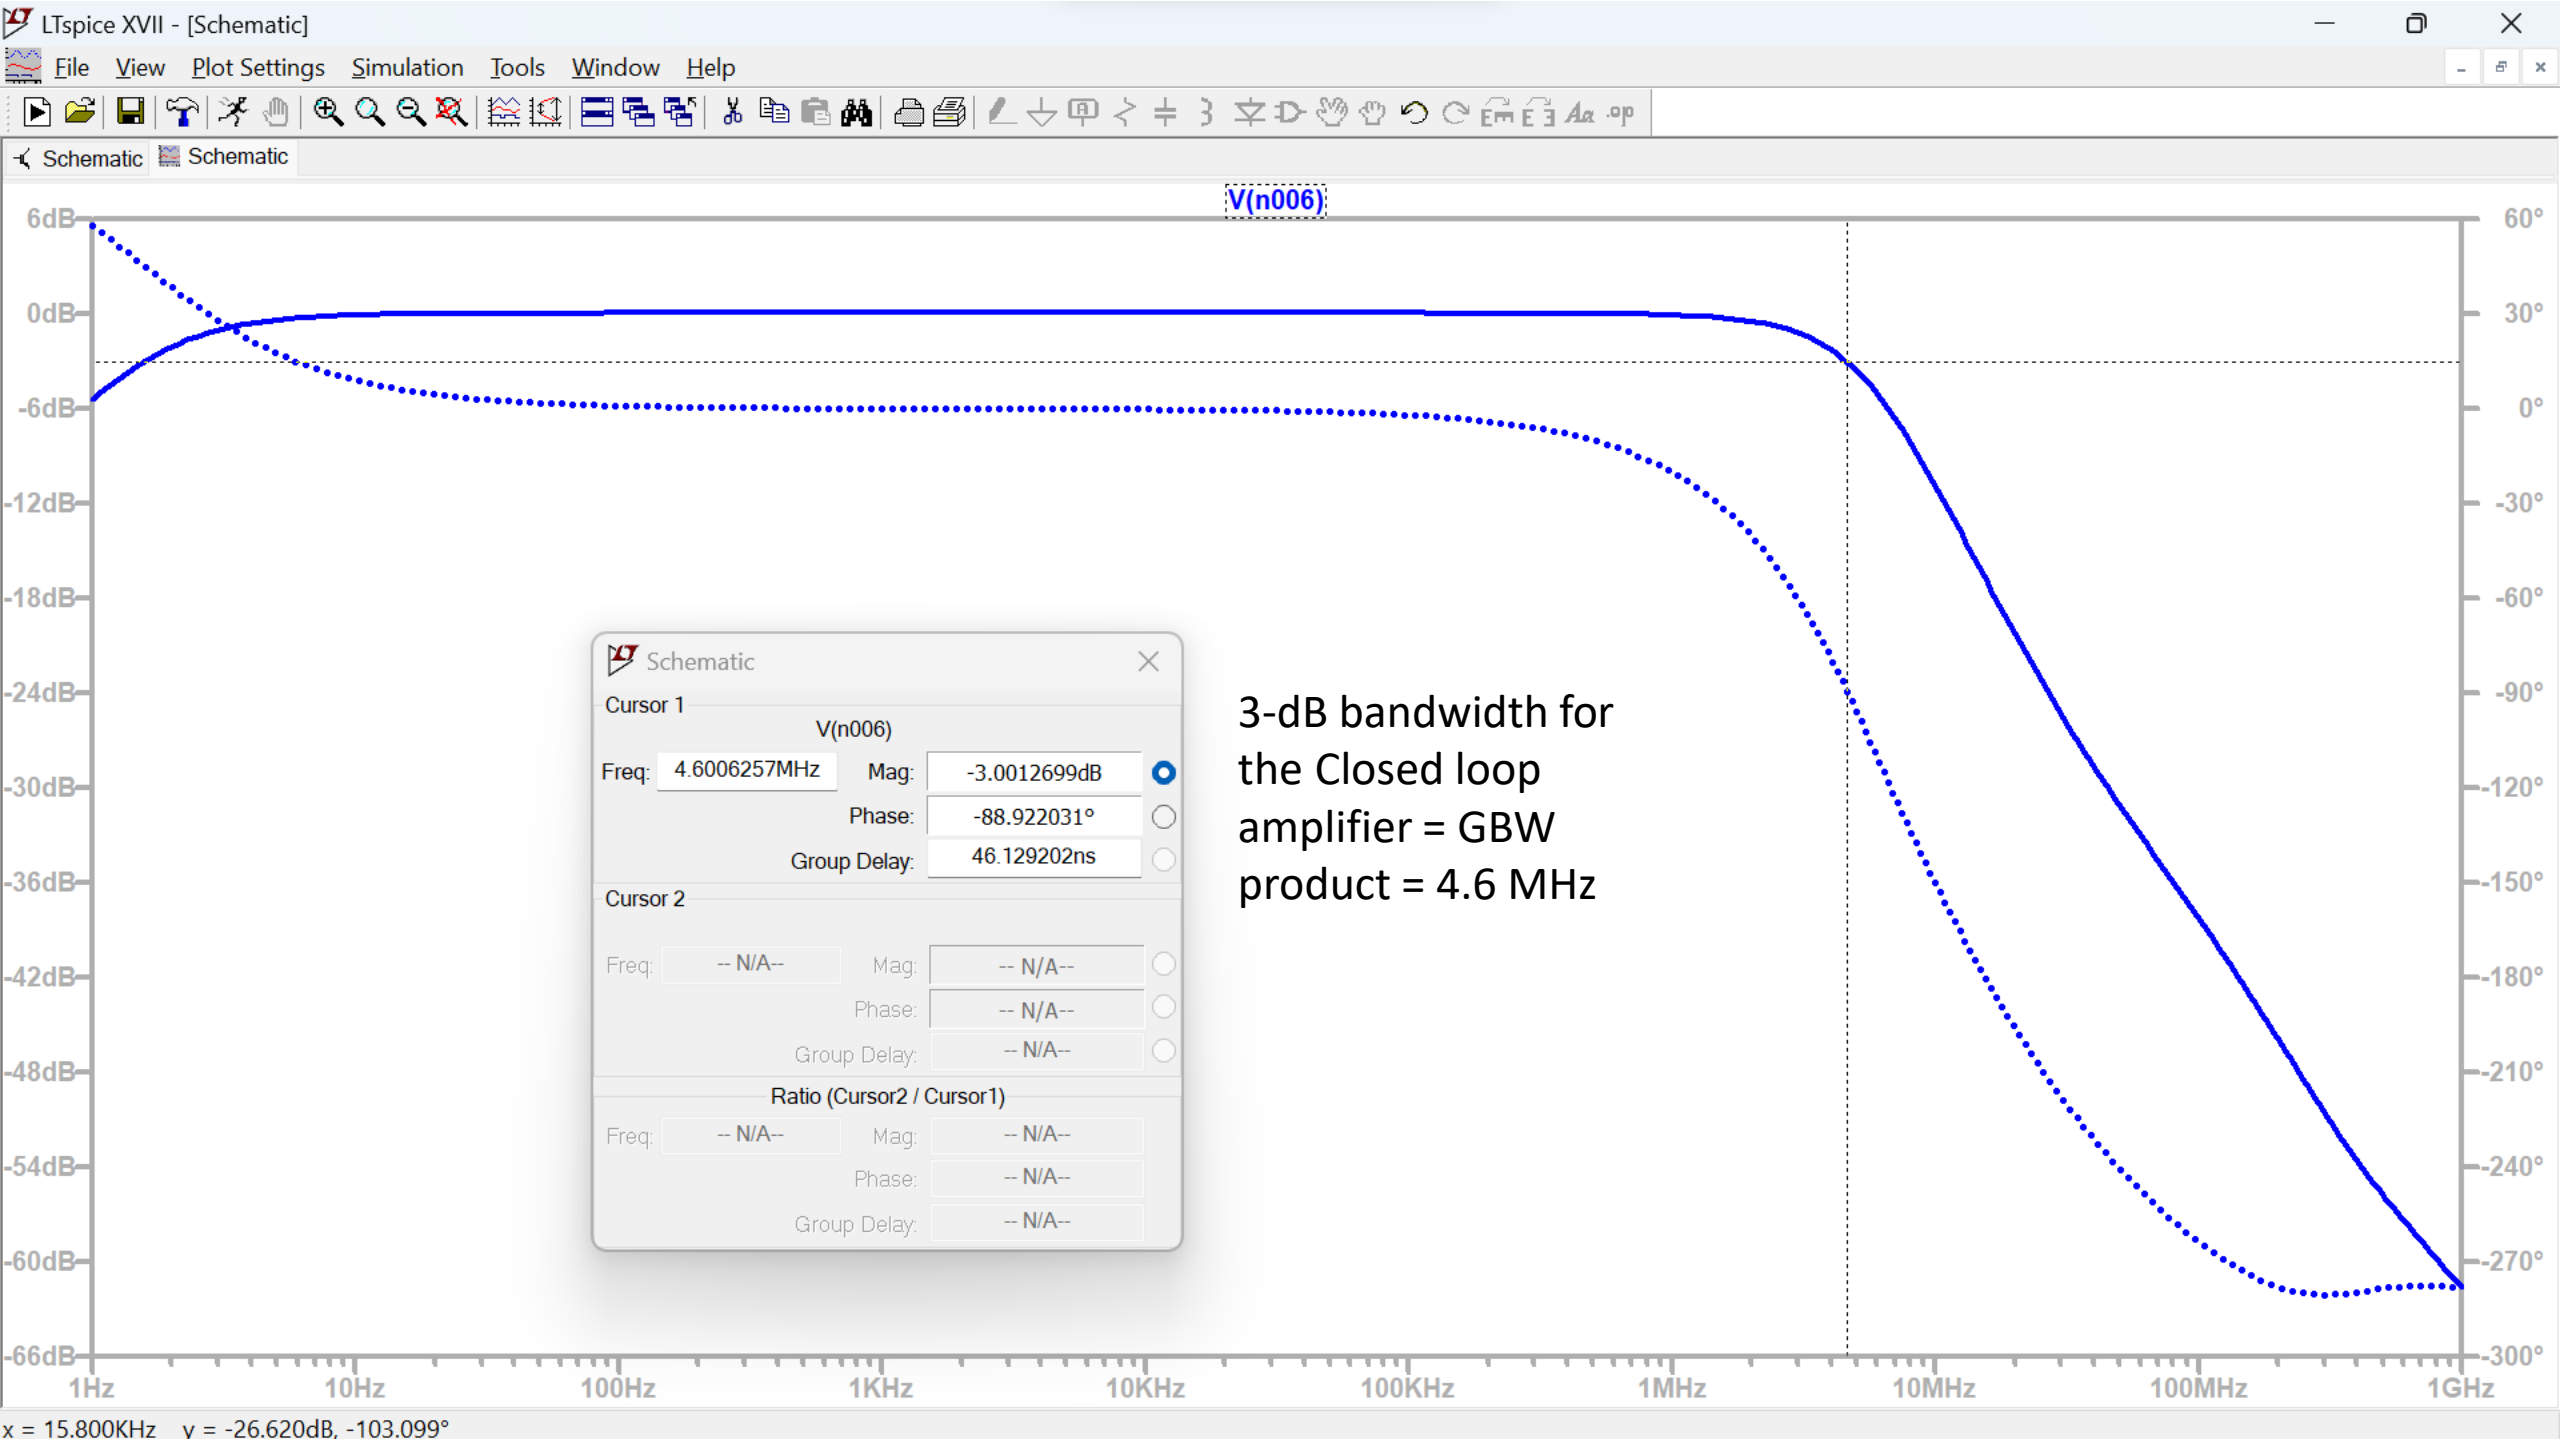 LTspice XVII - [Schematic]
File View Plot Settings Simulation Tools Window Help
Schematic Schematic
V(n006)
6dB
0dB
-6dB
-12dB
-18dB
-24dB
-30dB
-36dB
-42dB
-48dB
-54dB
-60dB
-66dB
60°
30°
0°
-30°
-60°
-90°
-120°
-150°
-180°
-210°
-240°
-270°
-300°
Schematic
Cursor 1
V(n006)
Freq: 4.6006257MHz Mag: -3.0012699dB
Phase: -88.922031°
Group Delay: 46.129202ns
Cursor 2
Freq: -- N/A-- Mag: -- N/A--
Phase: -- N/A--
Group Delay: -- N/A--
Ratio (Cursor2 / Cursor1)
Freq: -- N/A-- Mag: -- N/A--
Phase: -- N/A--
Group Delay: -- N/A--
3-dB bandwidth for
the Closed loop
amplifier = GBW
product = 4.6 MHz
1Hz 10Hz 100Hz 1KHz 10KHz 100KHz 1MHz 10MHz 100MHz 1GHz
x = 15.800KHz y = -26.620dB, -103.099°